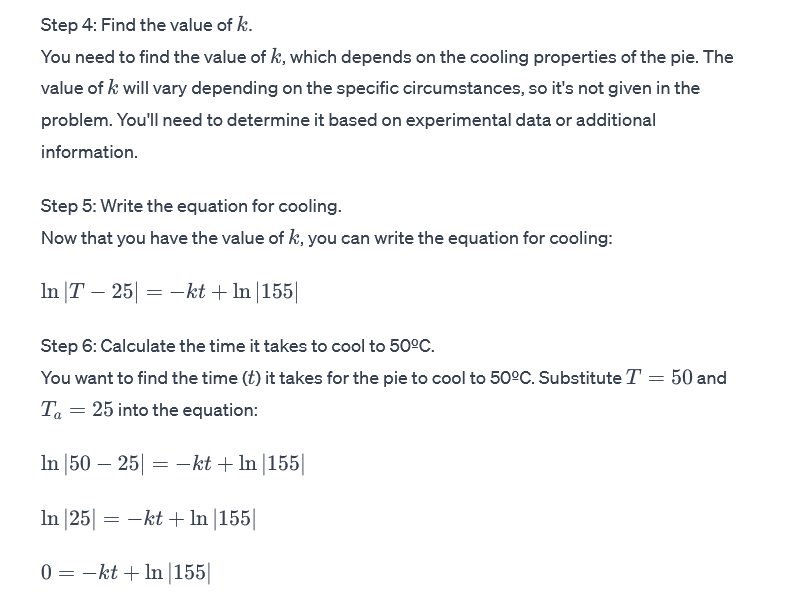 Step 4: Find the value of k.
You need to find the value of k, which depends on the cooling properties of the pie. The
value of k will vary depending on the specific circumstances, so it's not given in the
problem. You'll need to determine it based on experimental data or additional
information.
Step 5: Write the equation for cooling.
Now that you have the value of k, you can write the equation for cooling:
ln |T − 25| = −kt + ln |155|
Step 6: Calculate the time it takes to cool to 50ºC.
You want to find the time (t) it takes for the pie to cool to 50ºC. Substitute T = 50 and
Tₐ = 25 into the equation:
ln |50 − 25| = −kt + ln |155|
ln |25| = −kt + ln |155|
0 = −kt + ln |155|